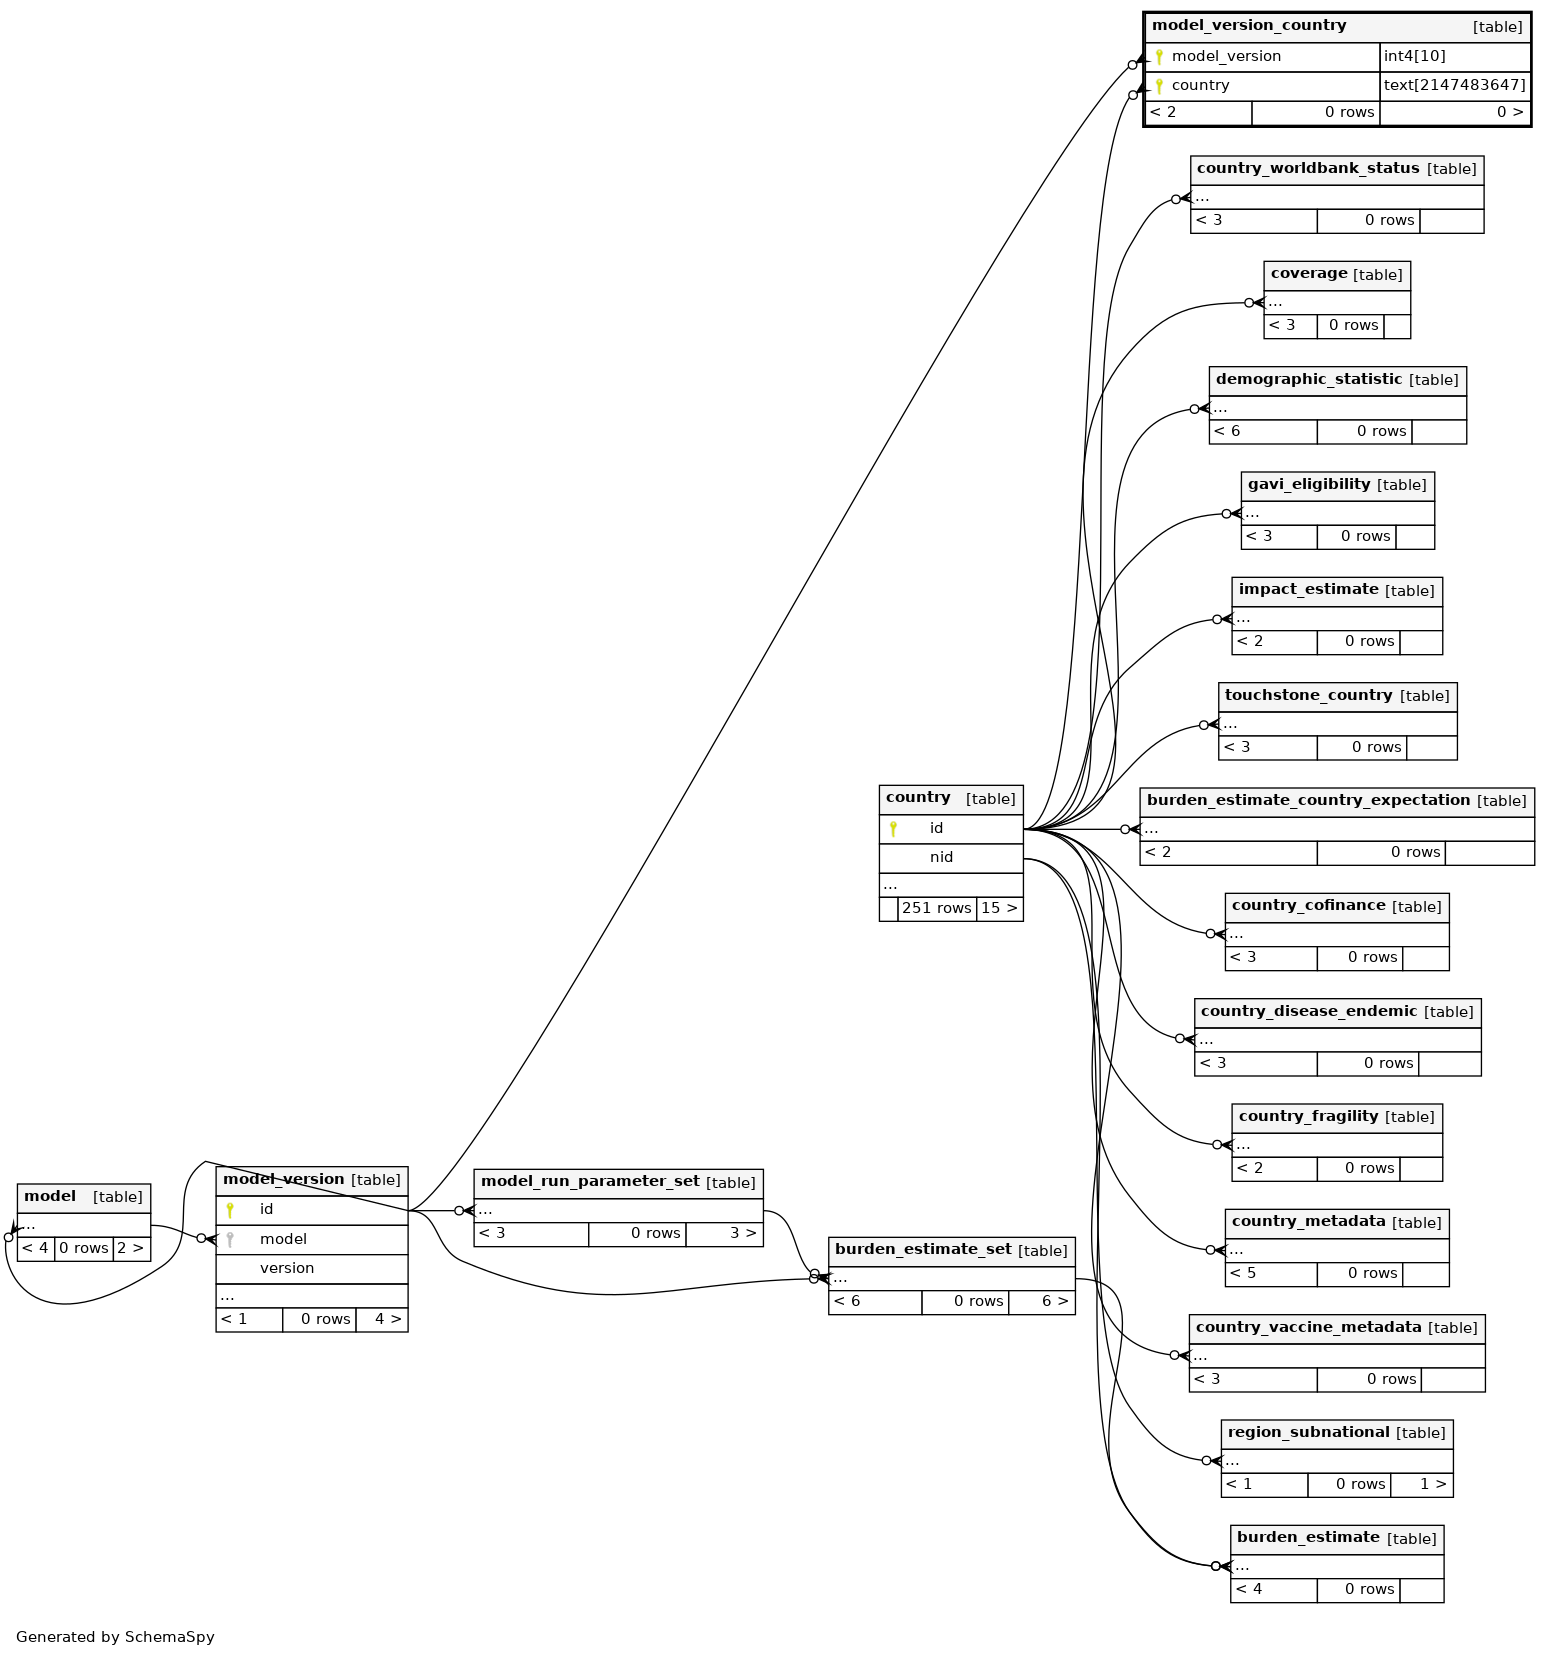 model_version_country [table]
model_version int4[10]
country text[2147483647]
< 2 0 rows 0 >
country_worldbank_status [table]
...
< 3 0 rows
coverage [table]
...
< 3 0 rows
demographic_statistic [table]
...
< 6 0 rows
gavi_eligibility [table]
...
< 3 0 rows
impact_estimate [table]
...
< 2 0 rows
touchstone_country [table]
...
< 3 0 rows
country [table]
id
nid
...
251 rows 15 >
burden_estimate_country_expectation [table]
...
< 2 0 rows
country_cofinance [table]
...
< 3 0 rows
country_disease_endemic [table]
...
< 3 0 rows
country_fragility [table]
...
< 2 0 rows
model [table]
...
< 4 0 rows 2 >
model_version [table]
id
model
version
...
< 1 0 rows 4 >
model_run_parameter_set [table]
...
< 3 0 rows 3 >
burden_estimate_set [table]
...
< 6 0 rows 6 >
country_metadata [table]
...
< 5 0 rows
country_vaccine_metadata [table]
...
< 3 0 rows
region_subnational [table]
...
< 1 0 rows 1 >
burden_estimate [table]
...
< 4 0 rows
Generated by SchemaSpy